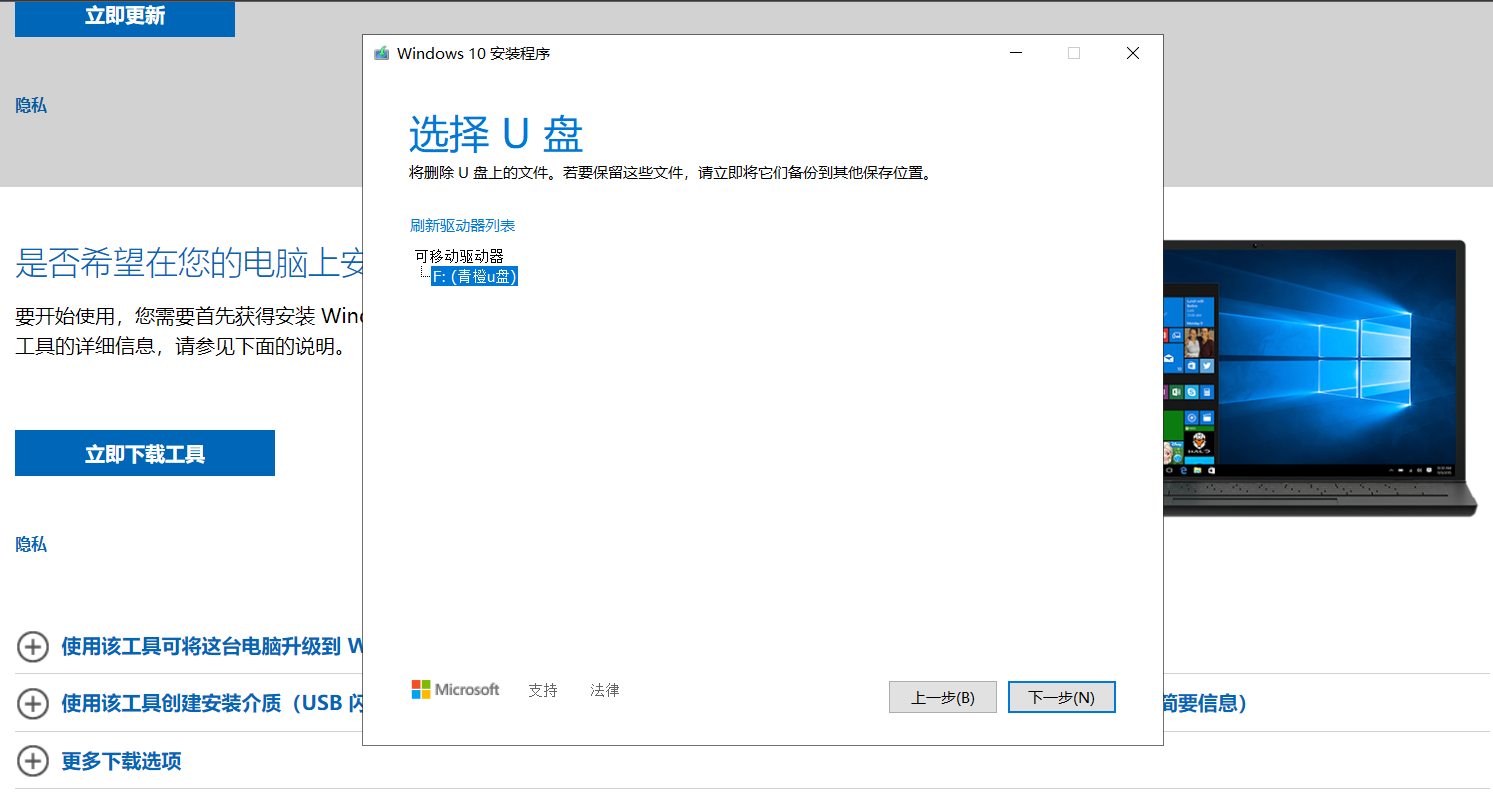 立即更新
隐私
是否希望在您的电脑上安
要开始使用，您需要首先获得安装 Wind
工具的详细信息，请参见下面的说明。
立即下载工具
隐私
使用该工具可将这台电脑升级到 W
使用该工具创建安装介质（USB 闪
简要信息）
更多下载选项
Windows 10 安装程序
选择 U 盘
将删除 U 盘上的文件。若要保留这些文件，请立即将它们备份到其他保存位置。
刷新驱动器列表
可移动驱动器
F: (青橙u盘)
Microsoft
支持
法律
上一步(B)
下一步(N)
HALO